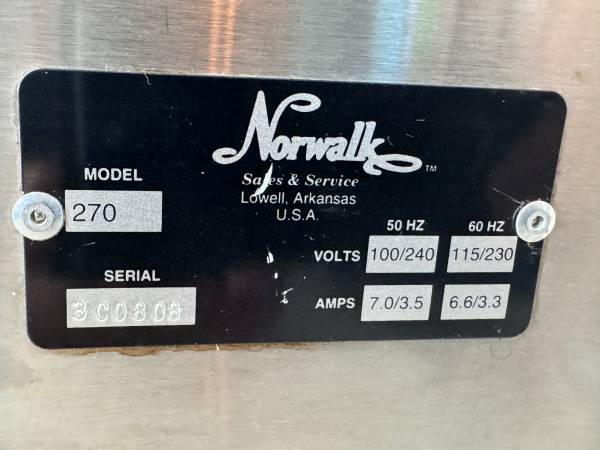 Norwalk™
Sales & Service
Lowell, Arkansas
U.S.A.
MODEL
270
SERIAL
3C0808
50 HZ 60 HZ
VOLTS 100/240 115/230
AMPS 7.0/3.5 6.6/3.3